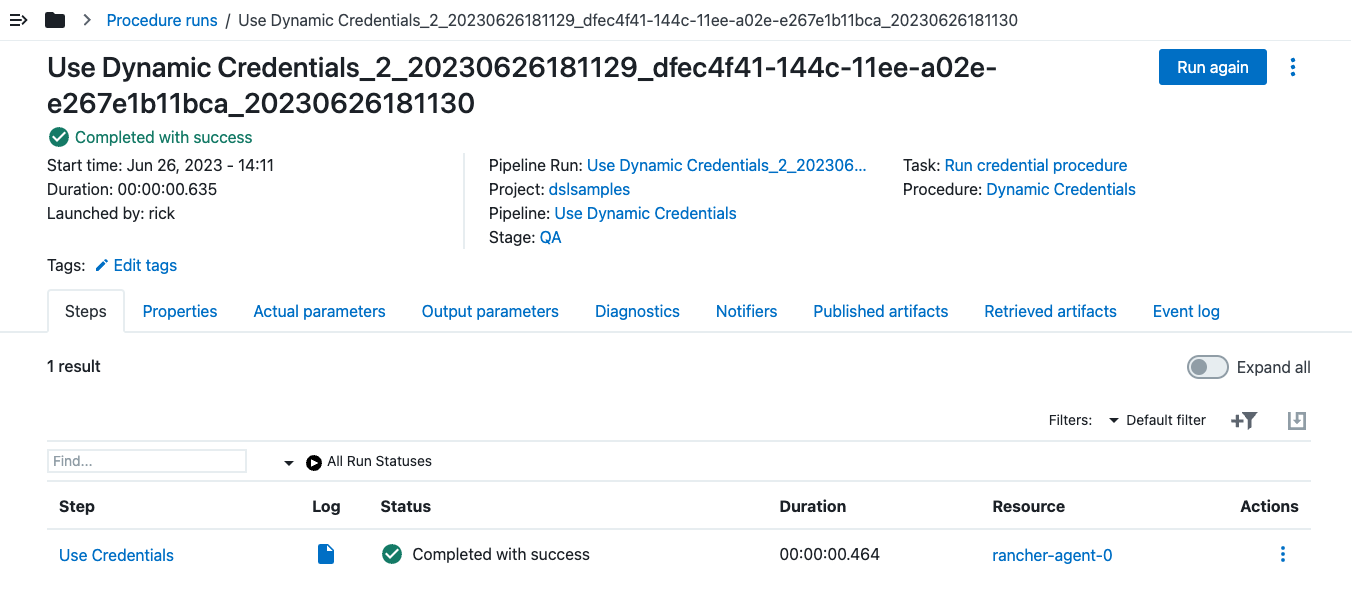 Procedure runs / Use Dynamic Credentials_2_20230626181129_dfec4f41-144c-11ee-a02e-e267e1b11bca_20230626181130
Use Dynamic Credentials_2_20230626181129_dfec4f41-144c-11ee-a02e-
e267e1b11bca_20230626181130
Run again
Completed with success
Start time: Jun 26, 2023 - 14:11
Duration: 00:00:00.635
Launched by: rick
Pipeline Run: Use Dynamic Credentials_2_202306...
Project: dslsamples
Pipeline: Use Dynamic Credentials
Stage: QA
Task: Run credential procedure
Procedure: Dynamic Credentials
Tags: Edit tags
Steps Properties Actual parameters Output parameters Diagnostics Notifiers Published artifacts Retrieved artifacts Event log
1 result Expand all
Filters: Default filter
Find... All Run Statuses
Step Log Status Duration Resource Actions
Use Credentials Completed with success 00:00:00.464 rancher-agent-0